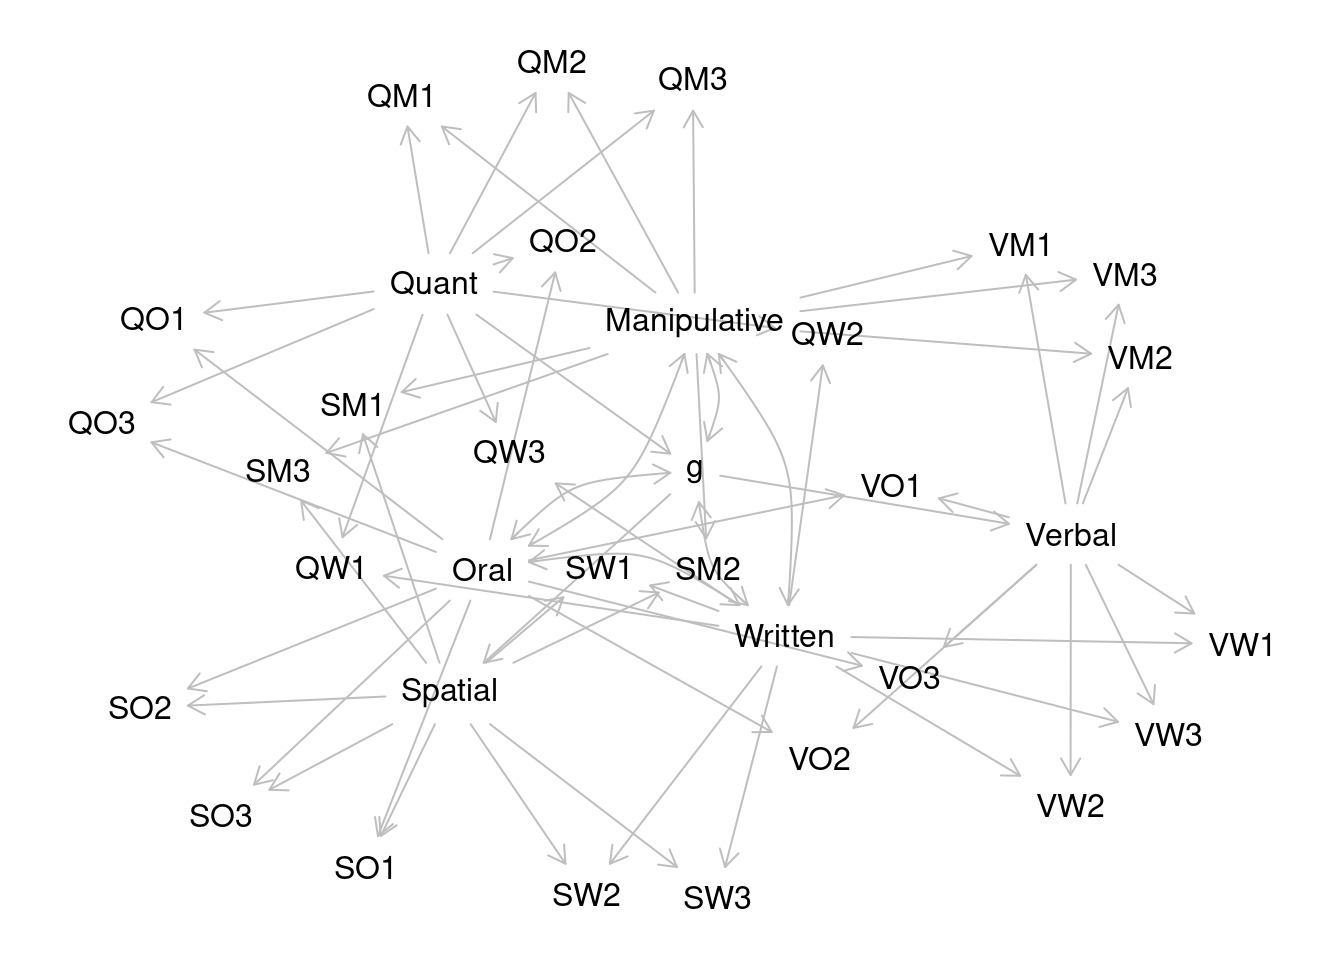 QM2
QM3
QM1
QO2
VM1
VM3
Quant
QO1
Manipulative
QW2
VM2
SM1
QO3
QW3
SM3
g
VO1
Verbal
QW1
Oral
SW1
SM2
Written
VW1
VO3
Spatial
SO2
VW3
VO2
VW2
SO3
SO1
SW2
SW3